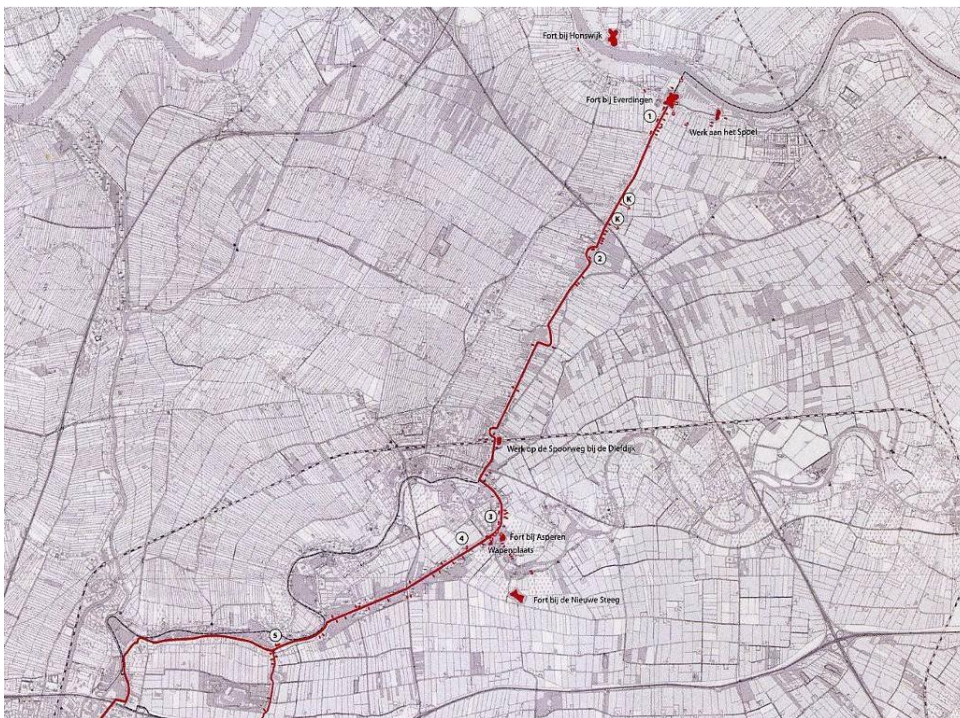 Fort bij Honswijk
Fort bij Everdingen
1
Werk aan het Spoel
K
K
2
Werk op de Spoorweg bij de Diefdijk
3
4
Fort bij Asperen
Wapenplaats
Fort bij de Nieuwe Steeg
5